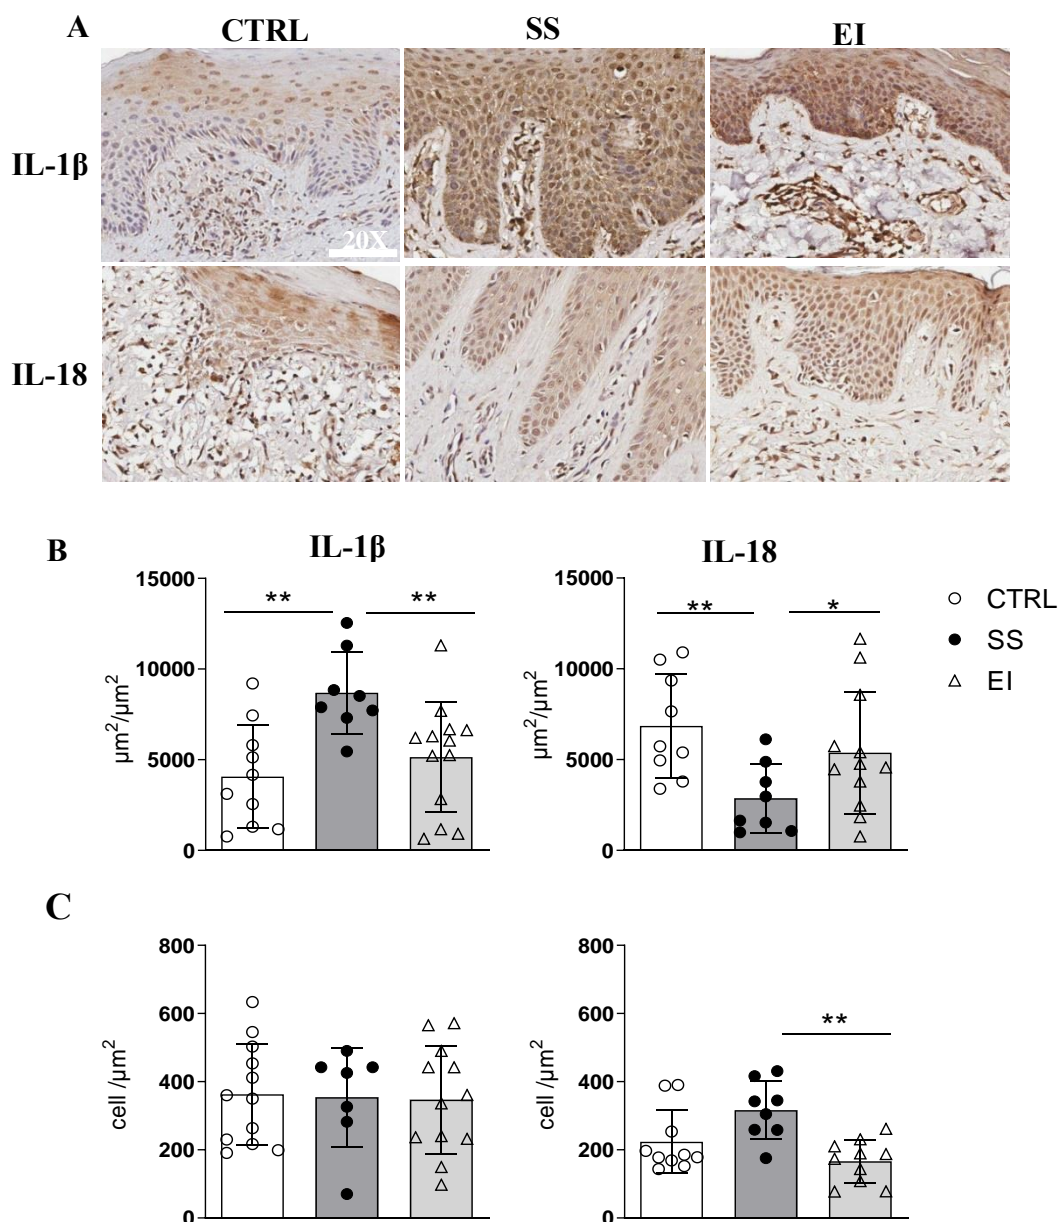 A
CTRL SS EI
IL-1β
20X
IL-18
B
IL-1β IL-18
15000
10000
5000
0
µm²/µm²
** **
15000
10000
5000
0
µm²/µm²
** *
CTRL
SS
EI
C
800
600
400
200
0
cell /µm²
800
600
400
200
0
cell /µm²
**